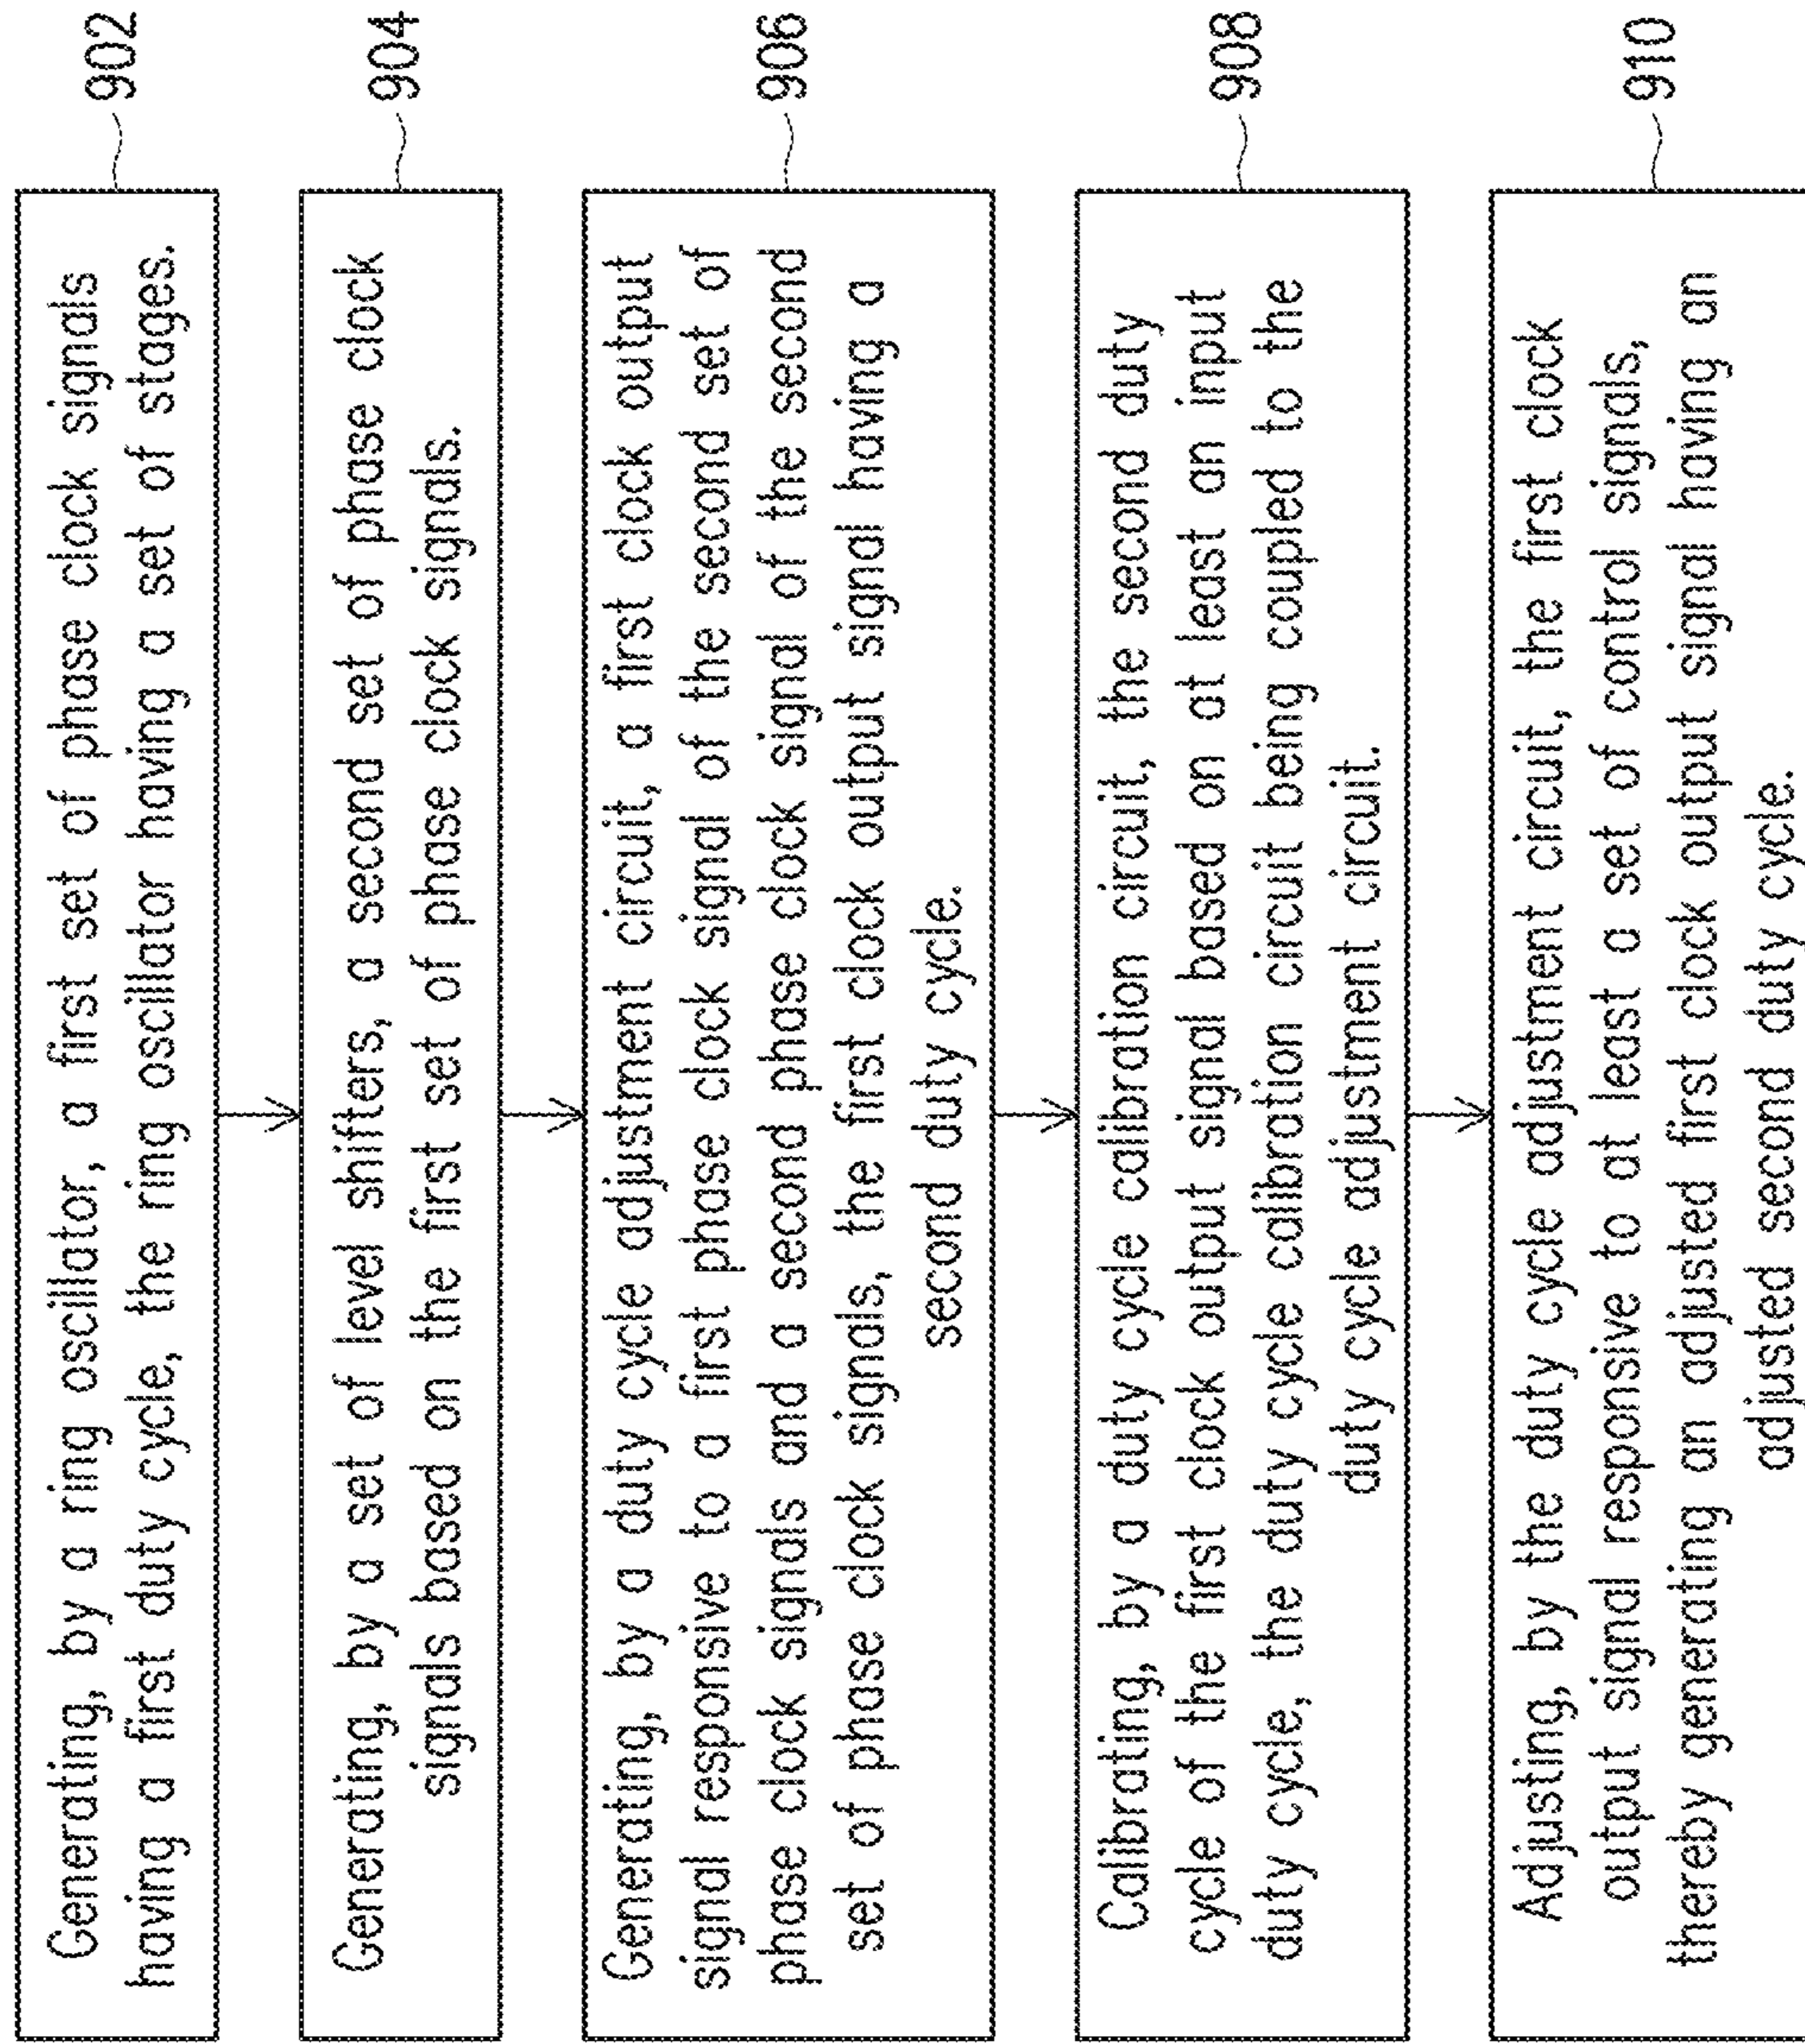 Generating, by a ring oscillator, a first set of phase clock signals
having a first duty cycle, the ring oscillator having a set of stages.
902
Generating, by a set of level shifters, a second set of phase clock
signals based on the first set of phase clock signals.
904
Generating, by a duty cycle adjustment circuit, a first clock output
signal responsive to a first phase clock signal of the second set of
phase clock signals and a second phase clock signal of the second
set of phase clock signals, the first clock output signal having a
second duty cycle.
906
Calibrating, by a duty cycle calibration circuit, the second duty
cycle of the first clock output signal based on at least an input
duty cycle, the duty cycle calibration circuit being coupled to the
duty cycle adjustment circuit.
908
Adjusting, by the duty cycle adjustment circuit, the first clock
output signal responsive to at least a set of control signals,
thereby generating an adjusted first clock output signal having an
adjusted second duty cycle.
910